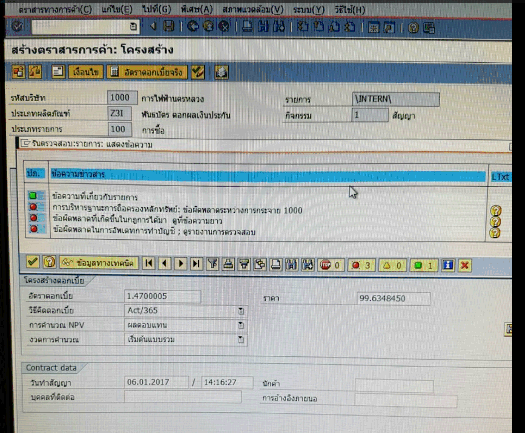 ตราสารทางการค้า(C) แก้ไข(E) ไปที่(G) พิเศษ(A) สภาพแวดล้อม(V) ระบบ(Y) วิธีใช้(H)
สร้างตราสารการค้า: โครงสร้าง
เงื่อนไข อัตราดอกเบี้ยจริง
รหัสบริษัท 1000 การไฟฟ้านครหลวง รายการ \INTERN\
ประเภทผลิตภัณฑ์ Z31 พันธบัตร ดอกผลเงินประกัน กิจกรรม 1 สัญญา
ประเภทรายการ 100 การซื้อ
รันตรวจสอบ:รายการ: แสดงข้อความ
ปภ. ข้อความข่าวสาร LTxt
ข้อความที่เกี่ยวกับรายการ
การบริหารฐานะการถือครองหลักทรัพย์: ข้อผิดพลาดระหว่างการกระจาย 1000
ข้อผิดพลาดที่เกิดขึ้นในกฎการได้มา ดูที่ข้อความยาว
ข้อผิดพลาดในการอัพเดทการทำบัญชี ; ดูรายงานการตรวจสอบ
ข้อมูลทางเทคนิค 0 3 0 1
โครงสร้างดอกเบี้ย
อัตราดอกเบี้ย 1.4700005 ราคา 99.6348450
วิธีคิดดอกเบี้ย Act/365
การคำนวณ NPV ผลตอบแทน
งวดการคำนวณ เริ่มต้นแบบรวม
Contract data
วันทำสัญญา 06.01.2017 / 14:16:27 นักค้า
บุคคลที่ติดต่อ การอ้างอิงภายนอก